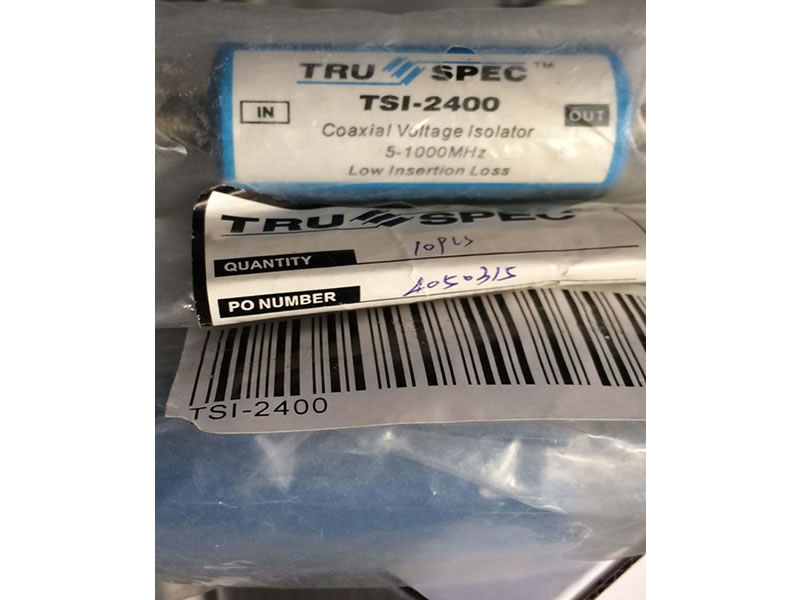 TRU SPEC™
TSI-2400
IN
OUT
Coaxial Voltage Isolator
5-1000MHz
Low Insertion Loss
TRU SPEC
QUANTITY 10PCS
PO NUMBER 4050315
TSI-2400